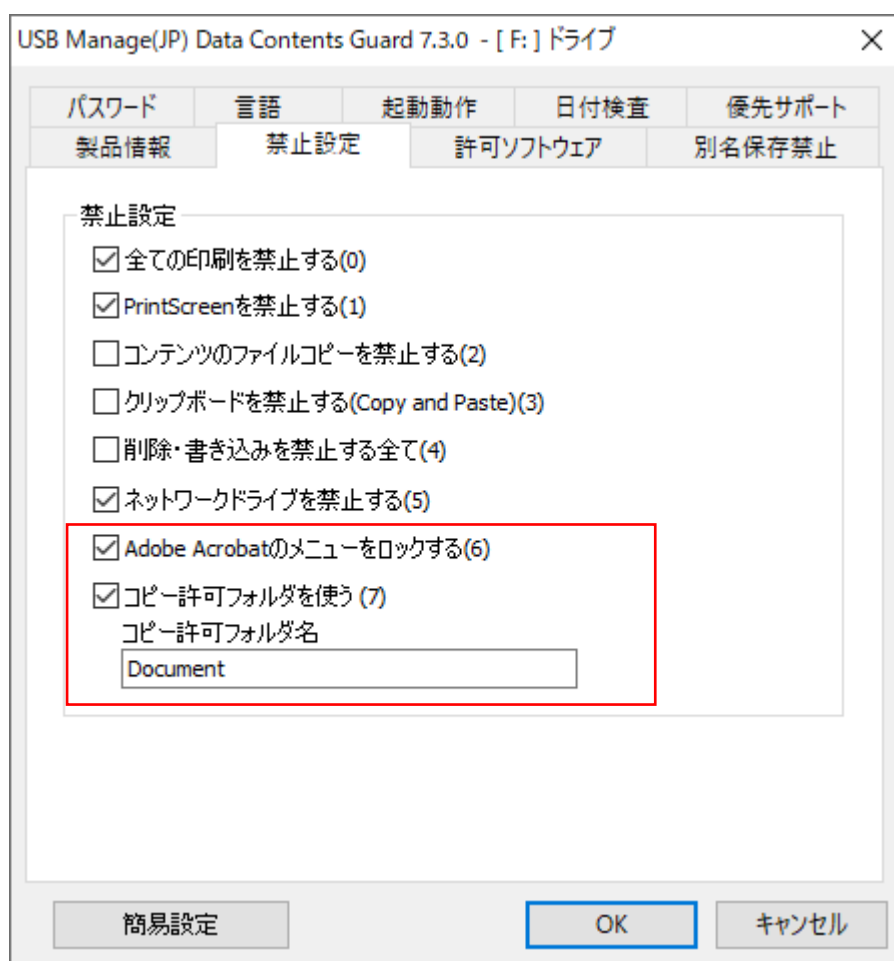 USB Manage(JP) Data Contents Guard 7.3.0 - [ F: ] ドライブ
パスワード 言語 起動動作 日付検査 優先サポート
製品情報 禁止設定 許可ソフトウェア 別名保存禁止
禁止設定
全ての印刷を禁止する(0)
PrintScreenを禁止する(1)
コンテンツのファイルコピーを禁止する(2)
クリップボードを禁止する(Copy and Paste)(3)
削除・書き込みを禁止する全て(4)
ネットワークドライブを禁止する(5)
Adobe Acrobatのメニューをロックする(6)
コピー許可フォルダを使う (7)
コピー許可フォルダ名
Document
簡易設定 OK キャンセル